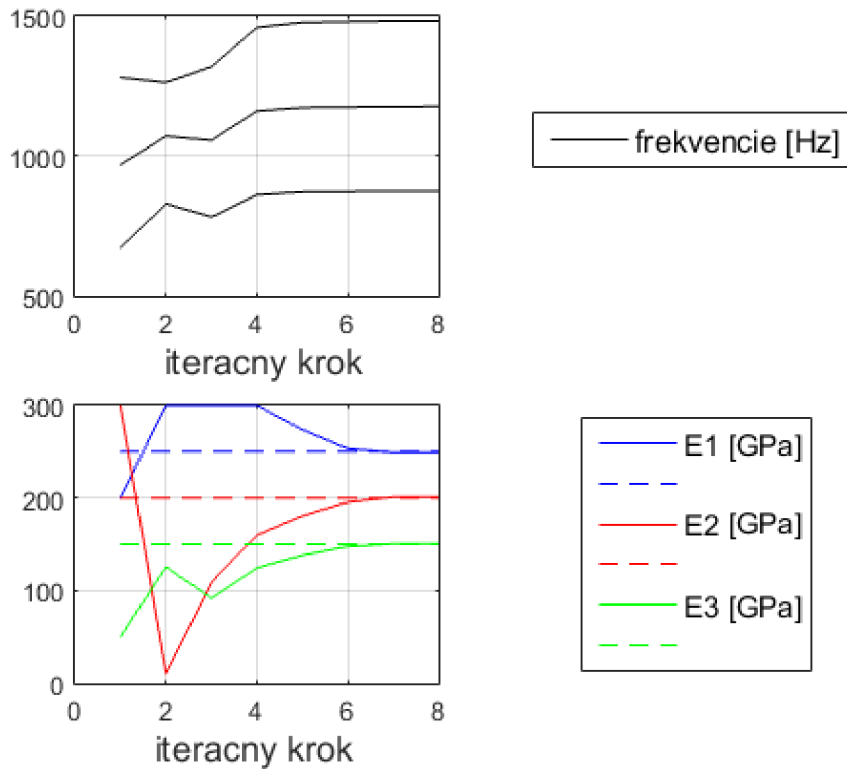 1500
1000
500
0 2 4 6 8
iteracny krok
frekvencie [Hz]
300
200
100
0
0 2 4 6 8
iteracny krok
E1 [GPa]
E2 [GPa]
E3 [GPa]